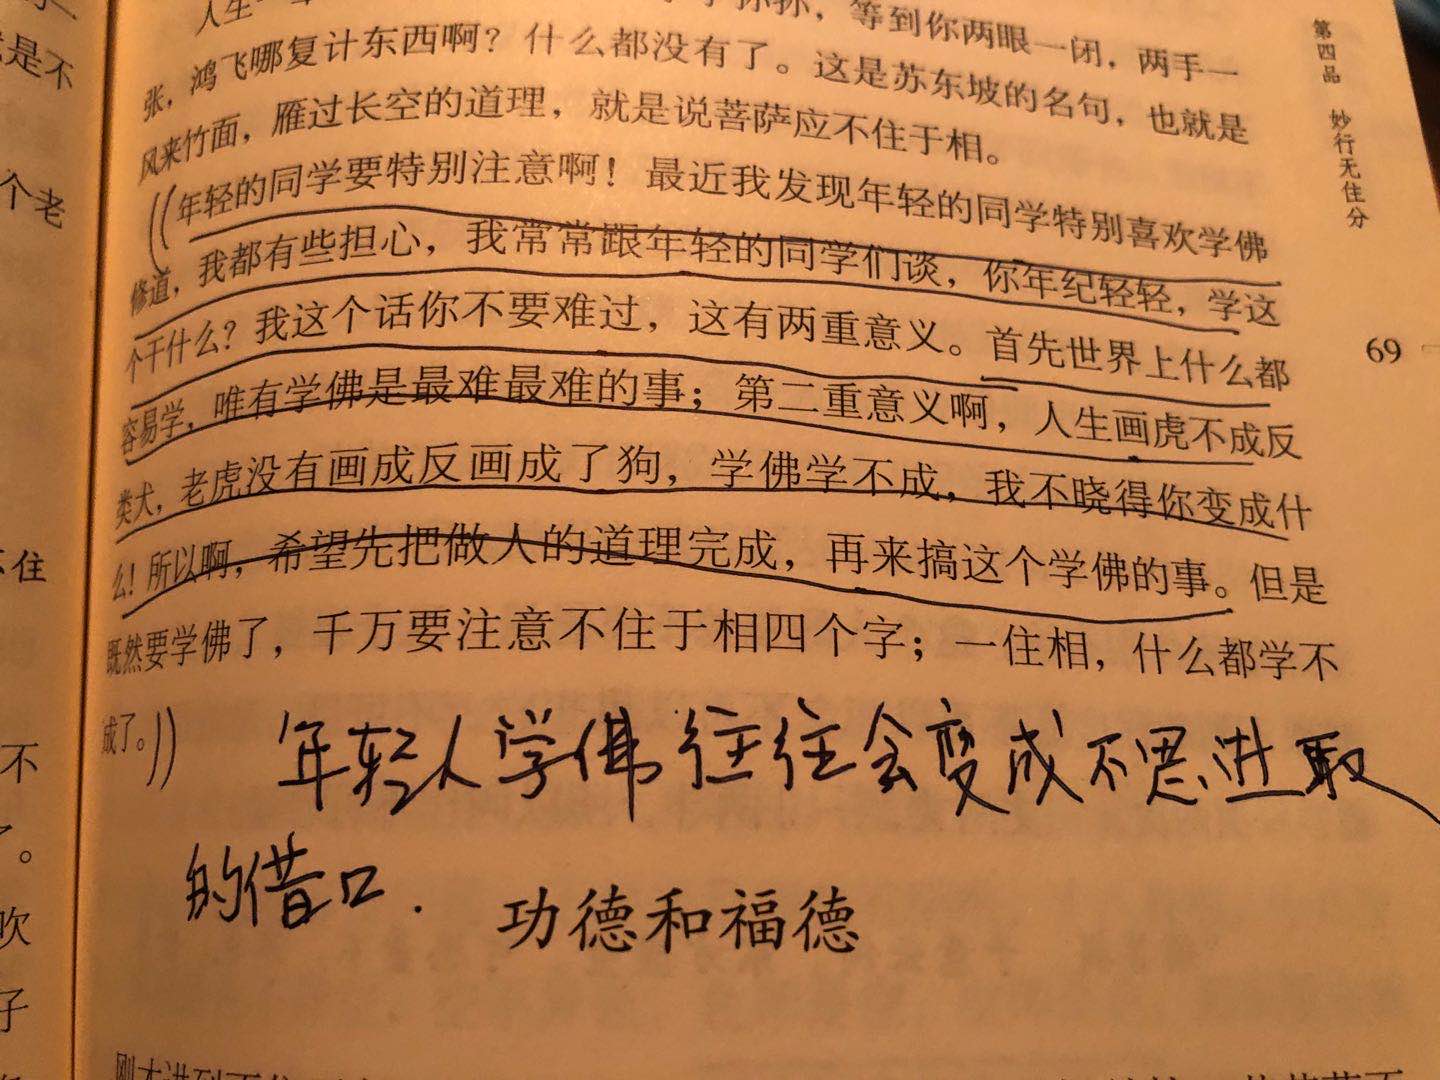 人生
孙，等到你两眼一闭，两手一
张，鸿飞哪复计东西啊？什么都没有了。这是苏东坡的名句，也就是
风来竹面，雁过长空的道理，就是说菩萨应不住于相。
((年轻的同学要特别注意啊！最近我发现年轻的同学特别喜欢学佛
修道，我都有些担心，我常常跟年轻的同学们谈，你年纪轻轻，学这
个干什么？我这个话你不要难过，这有两重意义。首先世界上什么都
容易学，唯有学佛是最难最难的事；第二重意义啊，人生画虎不成反
类犬，老虎没有画成反画成了狗，学佛学不成，我不晓得你变成什
么！所以啊，希望先把做人的道理完成，再来搞这个学佛的事。但是
既然要学佛了，千万要注意不住于相四个字；一住相，什么都学不
成了。))
年轻人学佛往往会变成不思进取
的借口.
功德和福德
刚才讲到不住
第四品 妙行无住分
69
是不
个老
住
不
。
吹
子